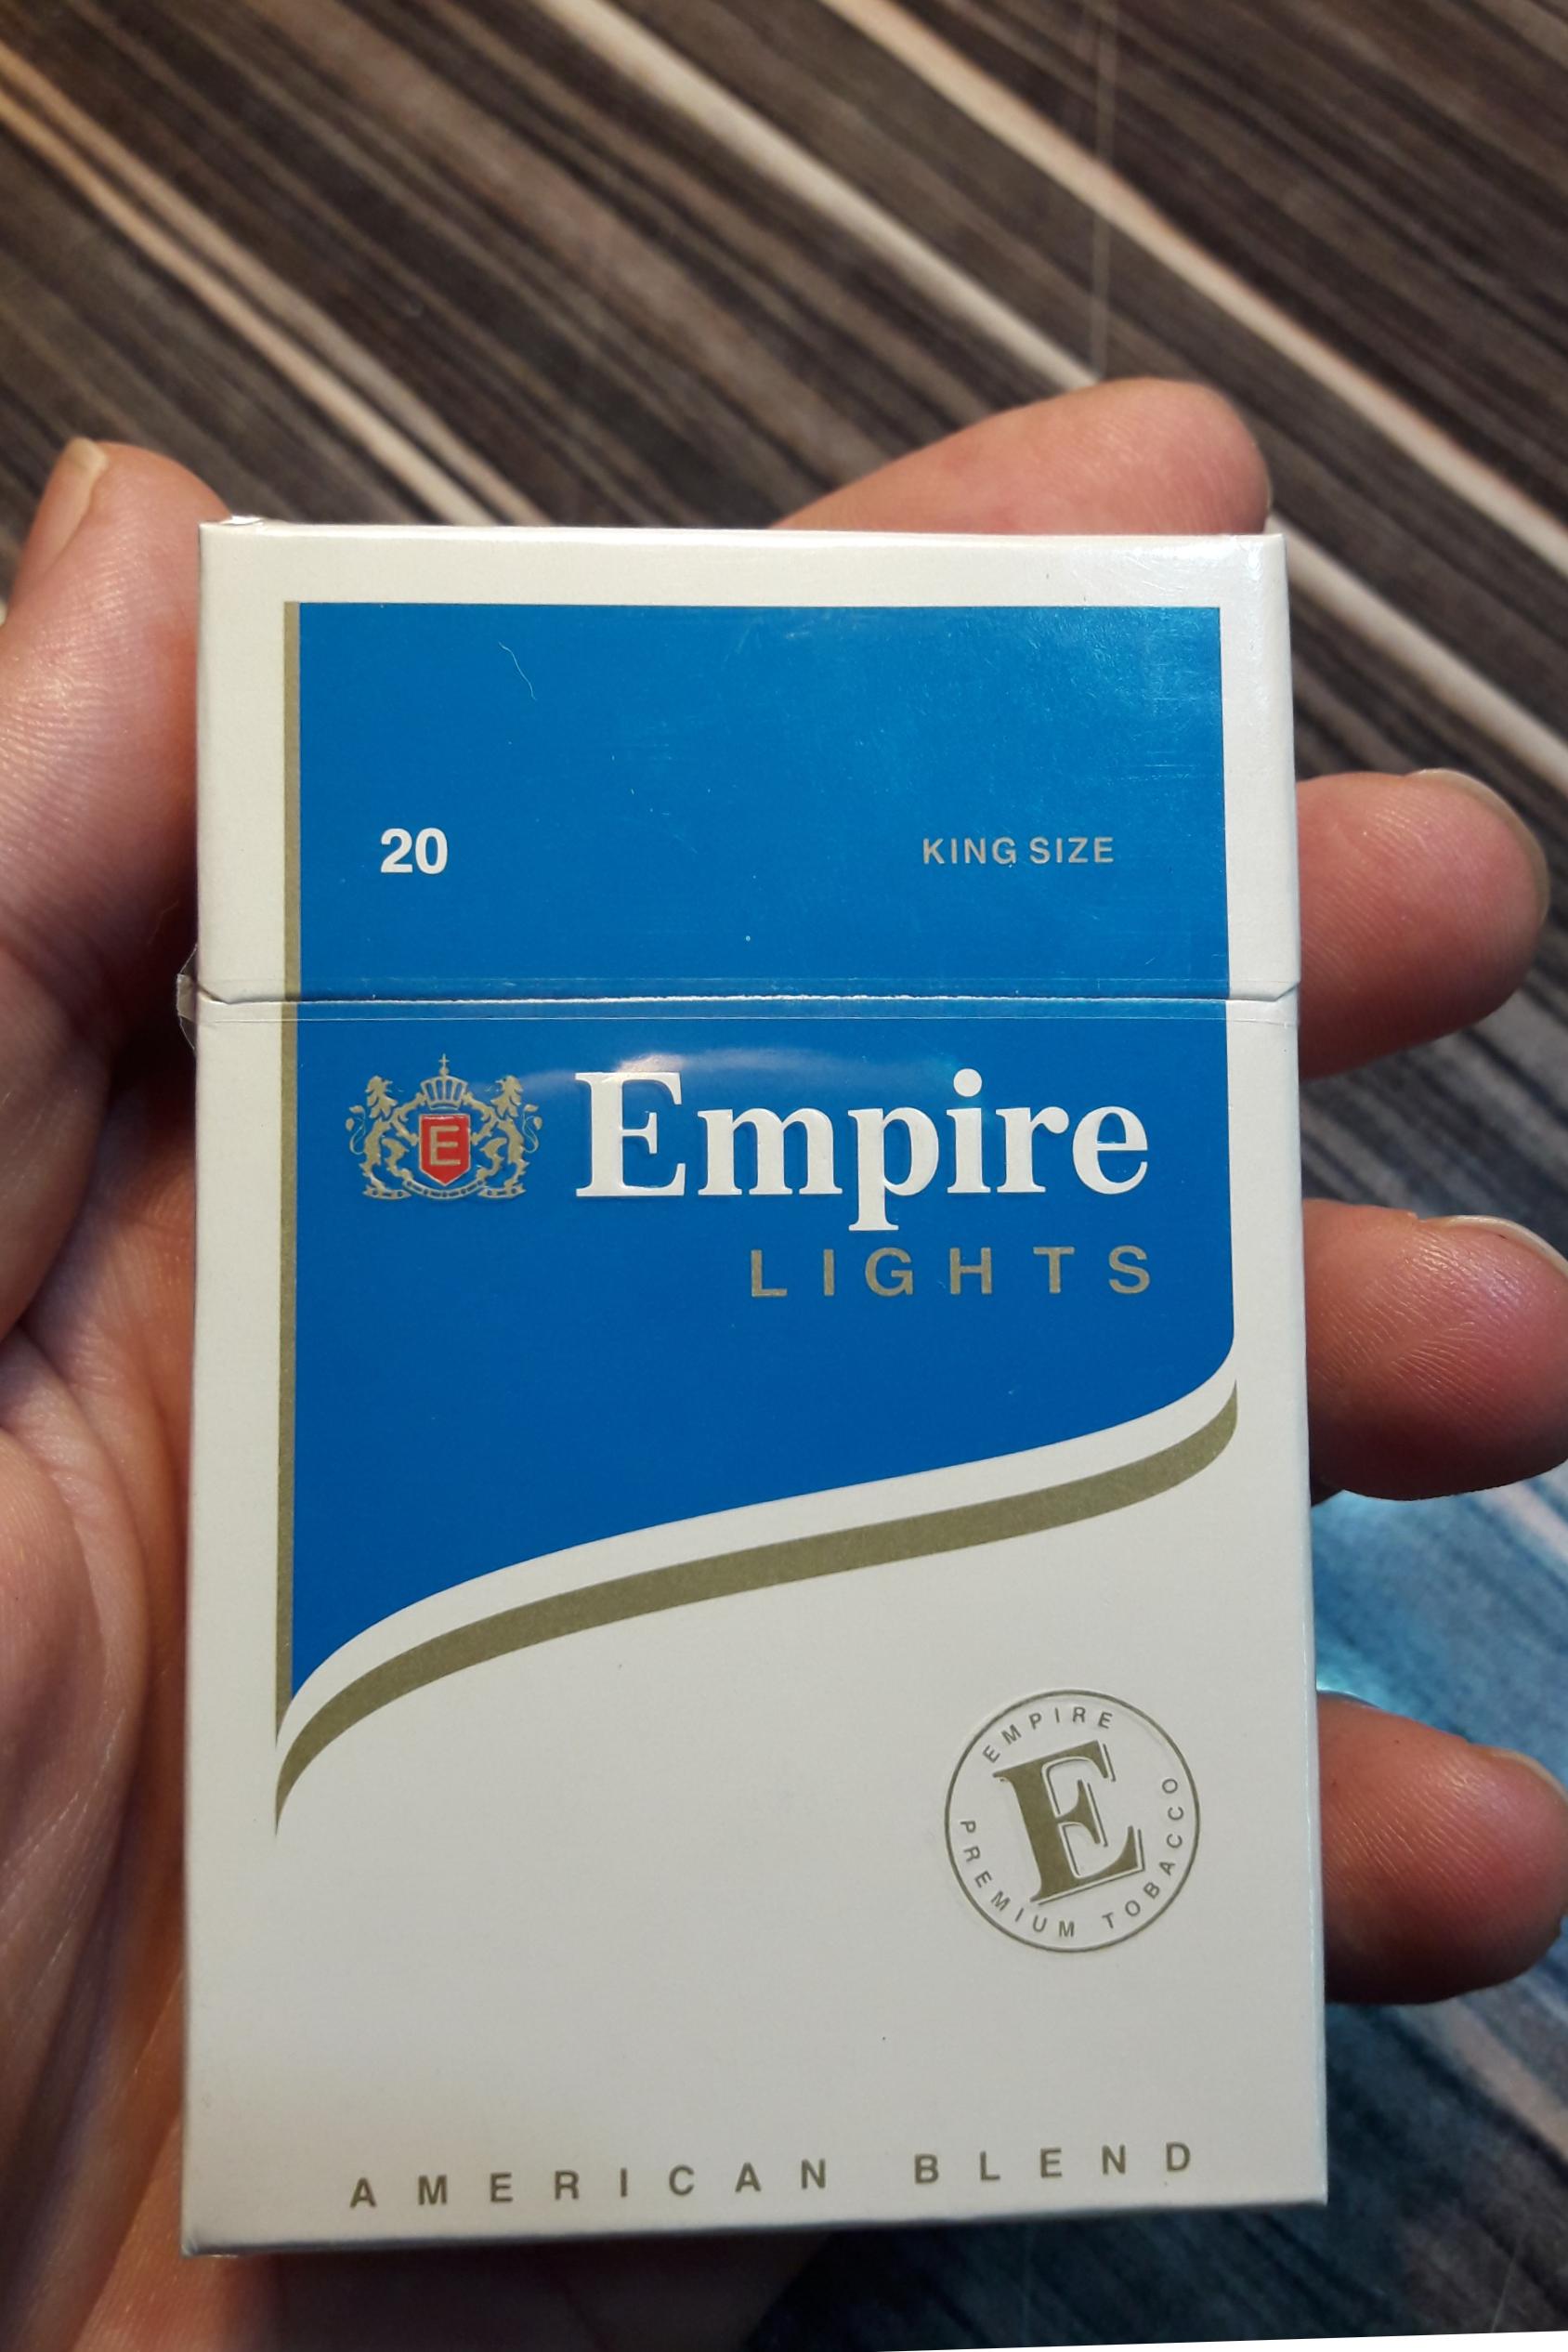 20 KING SIZE
E
Empire
LIGHTS
EMPIRE
E
PREMIUM TOBACCO
AMERICAN BLEND